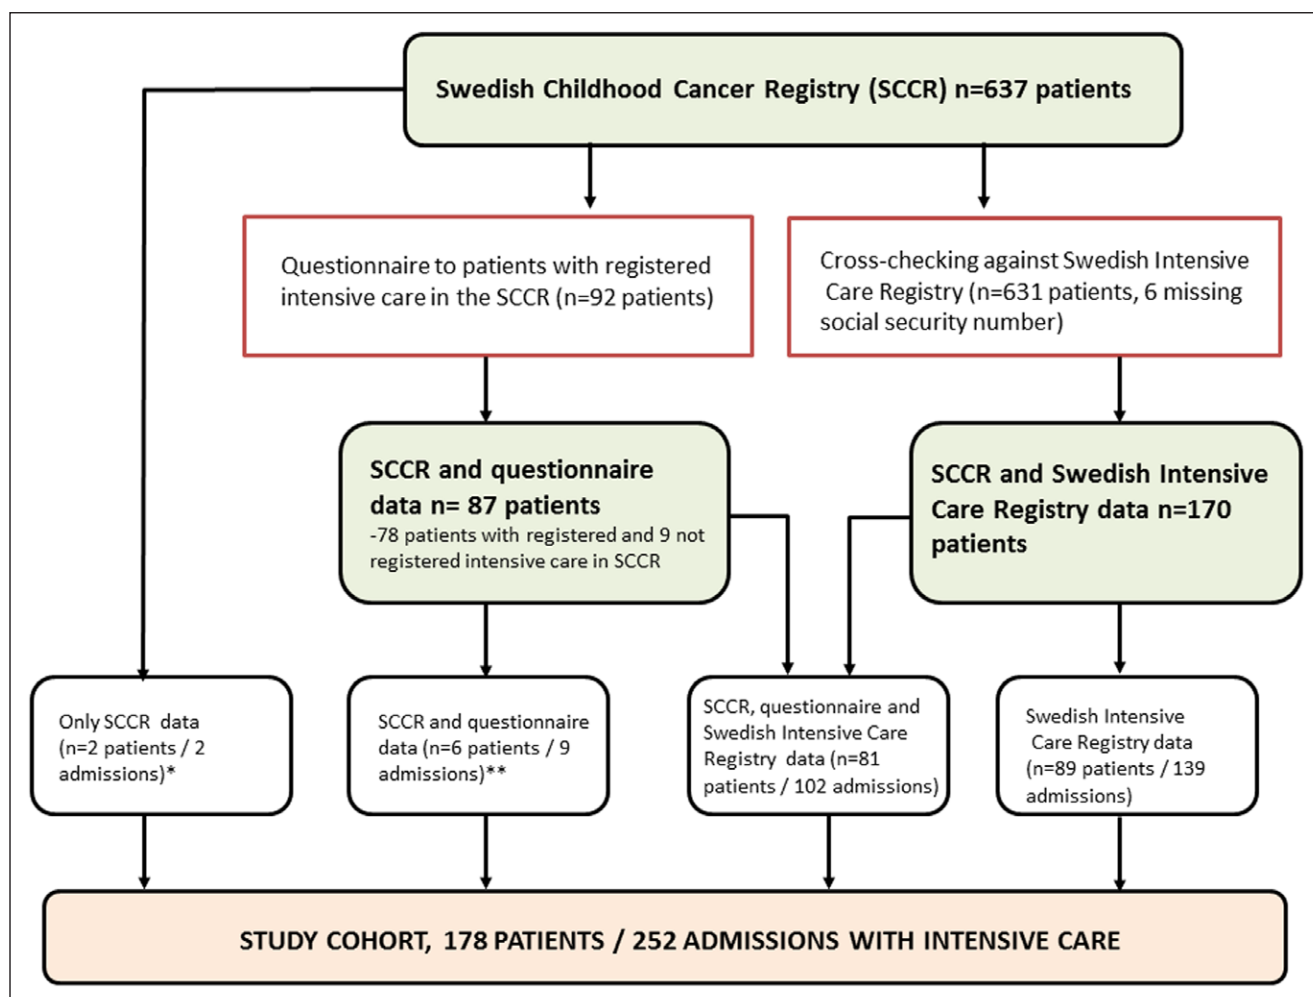 Swedish Childhood Cancer Registry (SCCR) n=637 patients
Questionnaire to patients with registered
intensive care in the SCCR (n=92 patients)
Cross-checking against Swedish Intensive
Care Registry (n=631 patients, 6 missing
social security number)
SCCR and questionnaire
data n= 87 patients
-78 patients with registered and 9 not
registered intensive care in SCCR
SCCR and Swedish Intensive
Care Registry data n=170
patients
Only SCCR data
(n=2 patients / 2
admissions)*
SCCR and questionnaire
data (n=6 patients / 9
admissions)**
SCCR, questionnaire and
Swedish Intensive Care
Registry data (n=81
patients / 102 admissions)
Swedish Intensive
Care Registry data
(n=89 patients / 139
admissions)
STUDY COHORT, 178 PATIENTS / 252 ADMISSIONS WITH INTENSIVE CARE